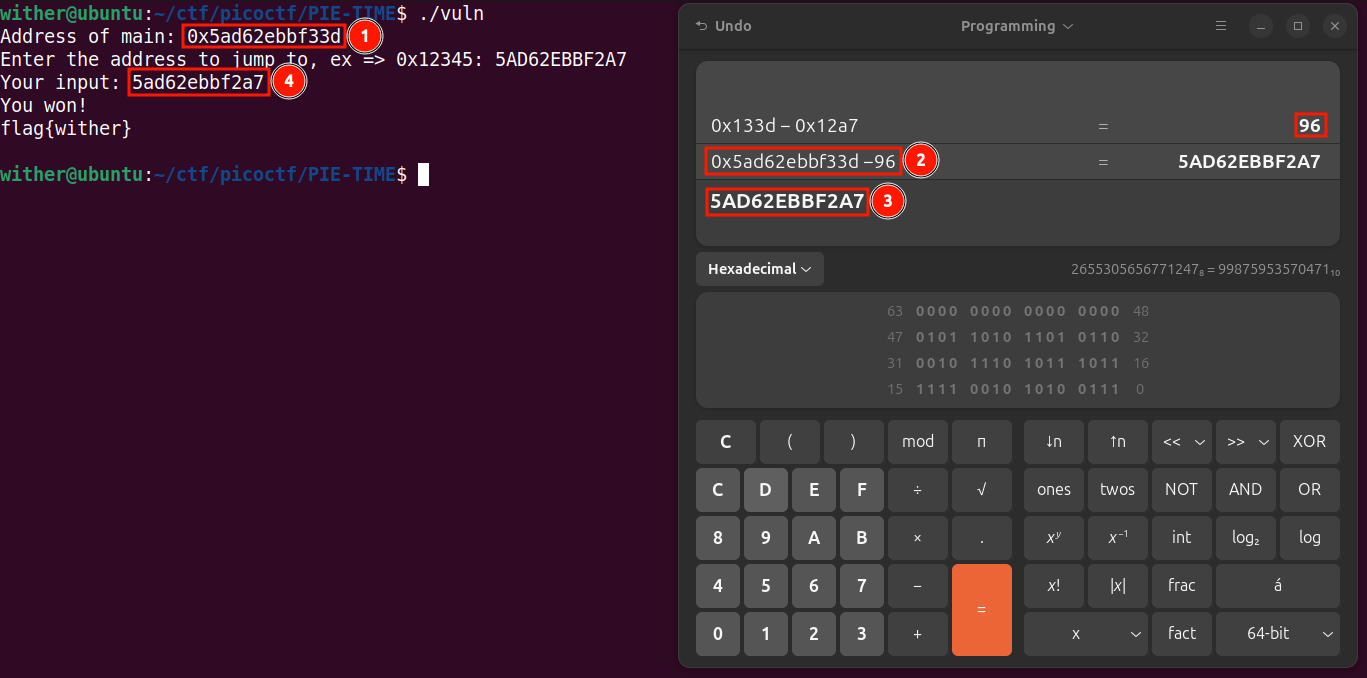 wither@ubuntu:~/ctf/picoctf/PIE-TIME$ ./vuln
Address of main: 0x5ad62ebbf33d 1
Enter the address to jump to, ex => 0x12345: 5AD62EBBF2A7
Your input: 5ad62ebbf2a7 4
You won!
flag{wither}
wither@ubuntu:~/ctf/picoctf/PIE-TIME$
Undo Programming
0x133d − 0x12a7 = 96
0x5ad62ebbf33d −96 2 = 5AD62EBBF2A7
5AD62EBBF2A7 3
Hexadecimal 2655305656771247₈ = 99875953570471₁₀
63 0000 0000 0000 0000 48
47 0101 1010 1101 0110 32
31 0010 1110 1011 1011 16
15 1111 0010 1010 0111 0
C ( ) mod π ↓n ↑n << >> XOR
C D E F ÷ √ ones twos NOT AND OR
8 9 A B × . xʸ x⁻¹ int log₂ log
4 5 6 7 − = x! |x| frac á
0 1 2 3 + x fact 64-bit